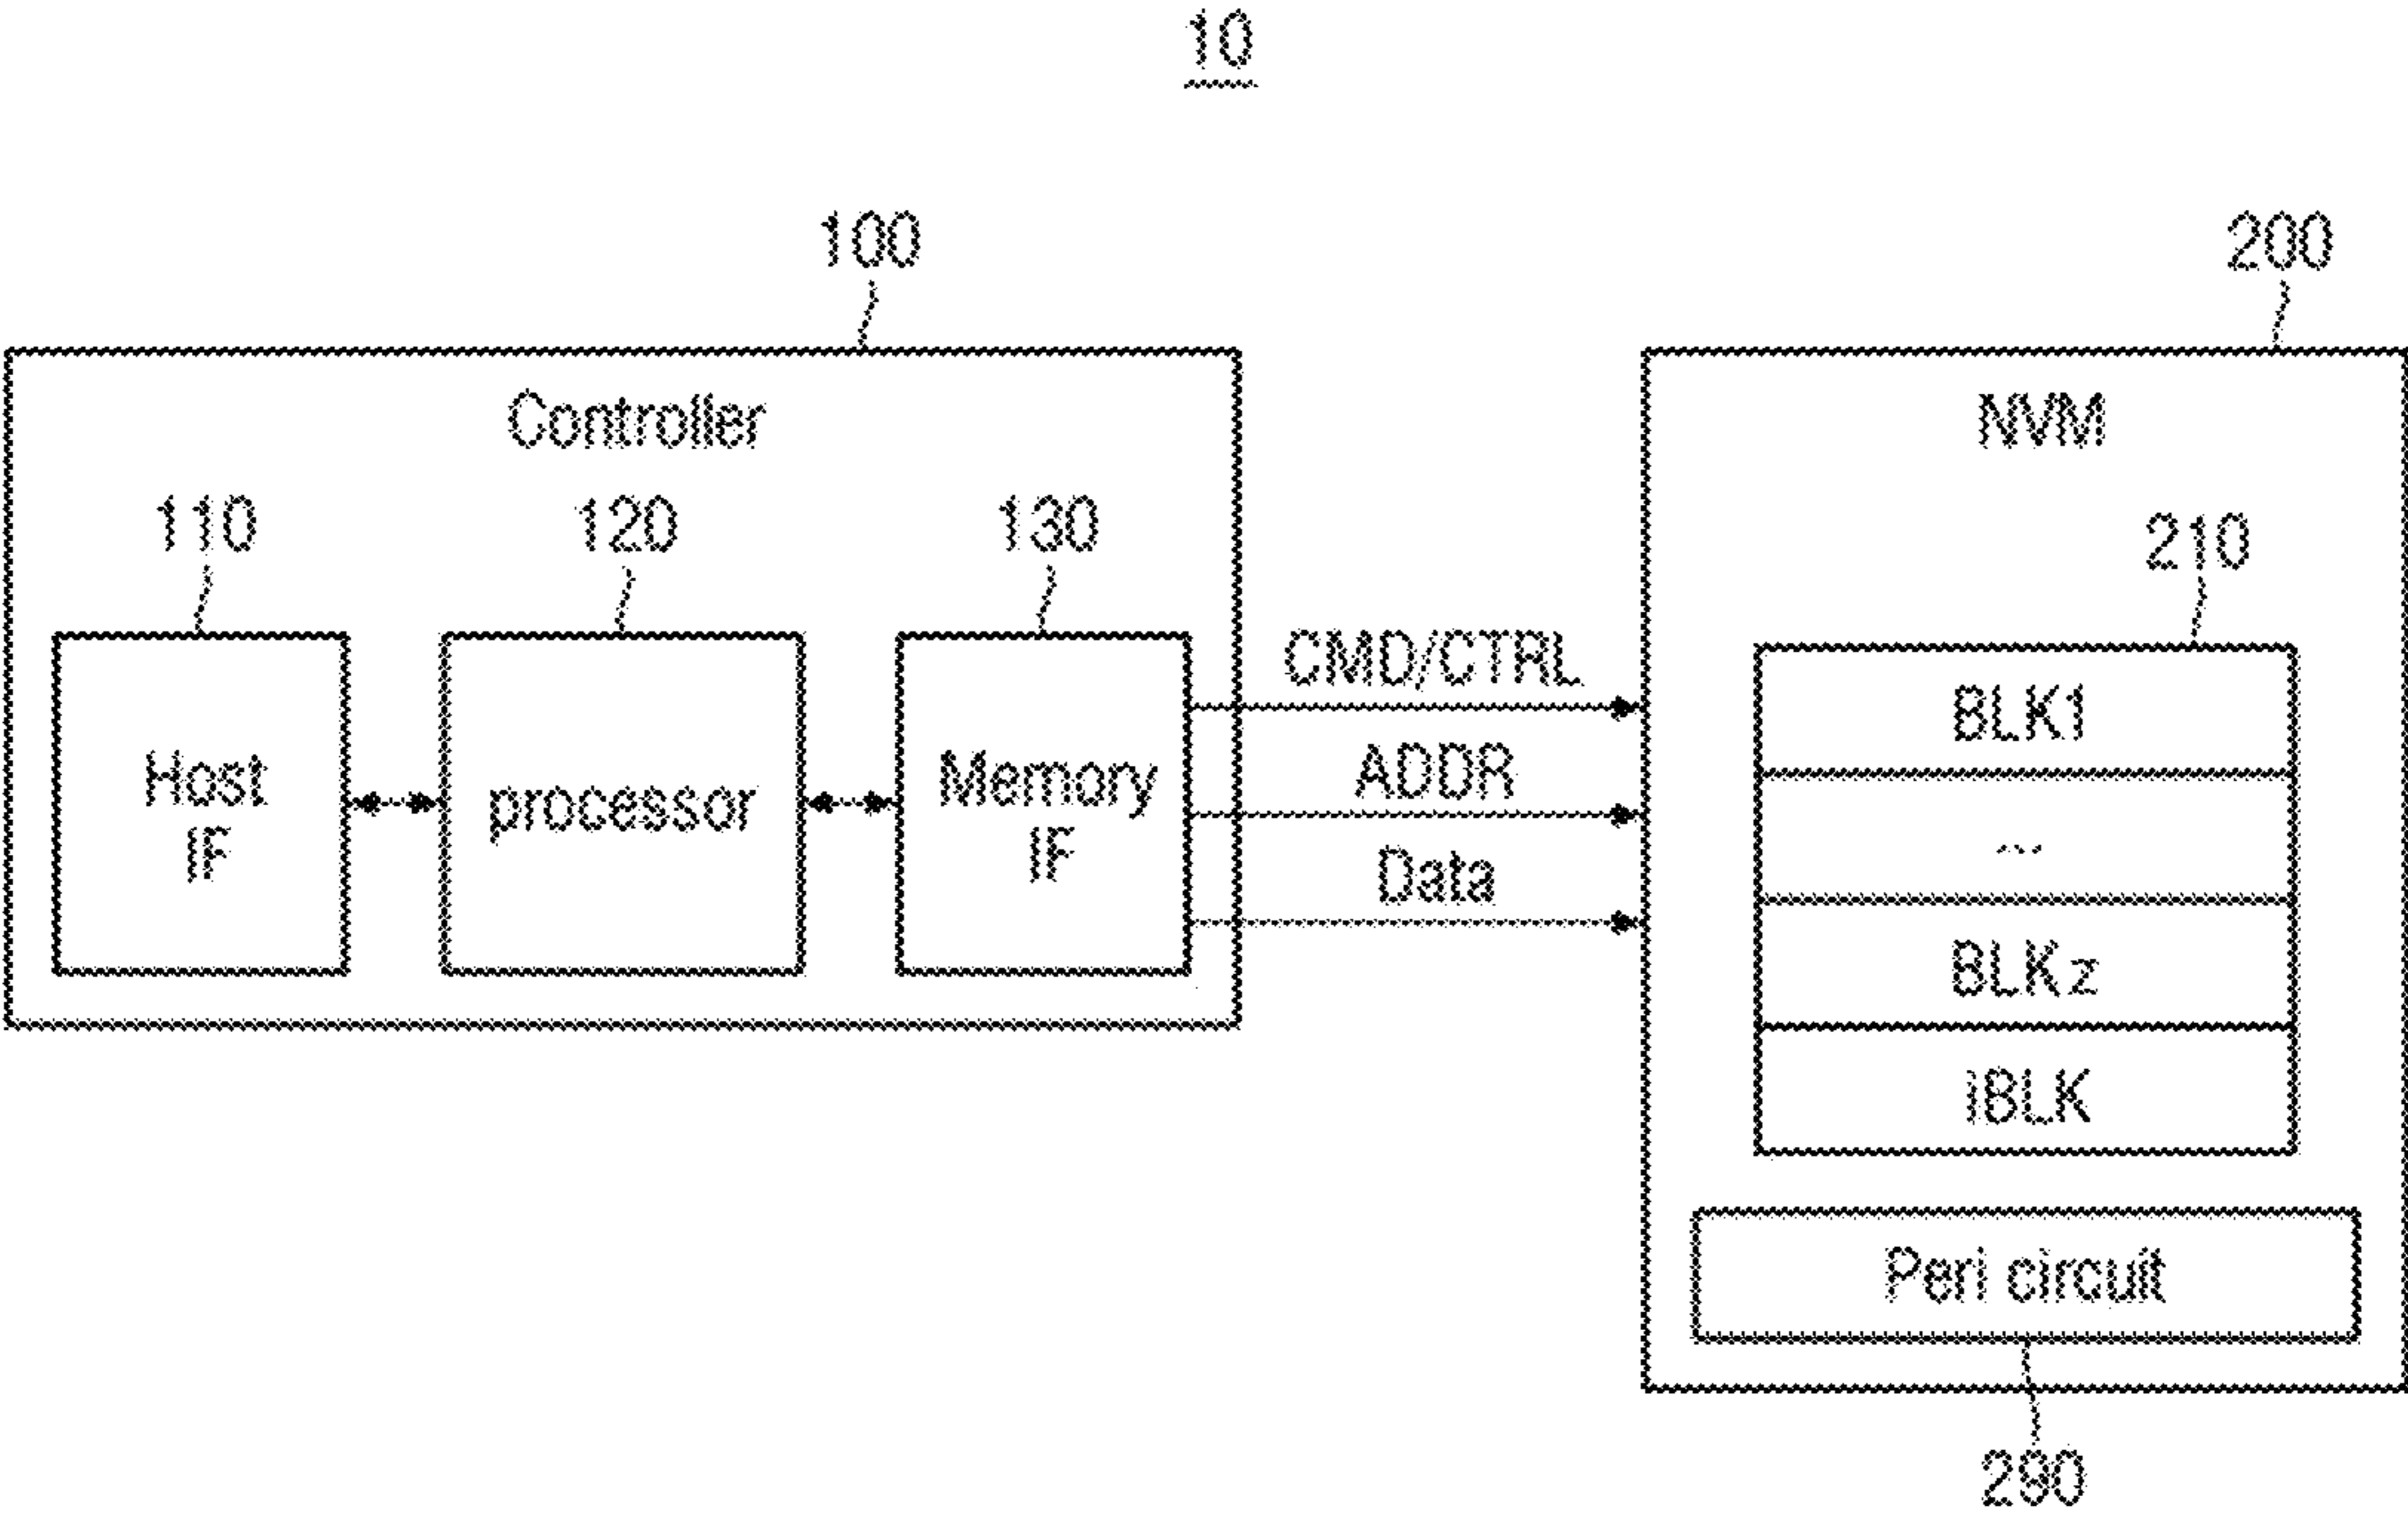 10
100
200
Controller
NVM
110
120
130
210
CMD/CTRL
BLK1
Host
IF
processor
Memory
IF
ADDR
...
Data
BLKz
iBLK
Peri circuit
290